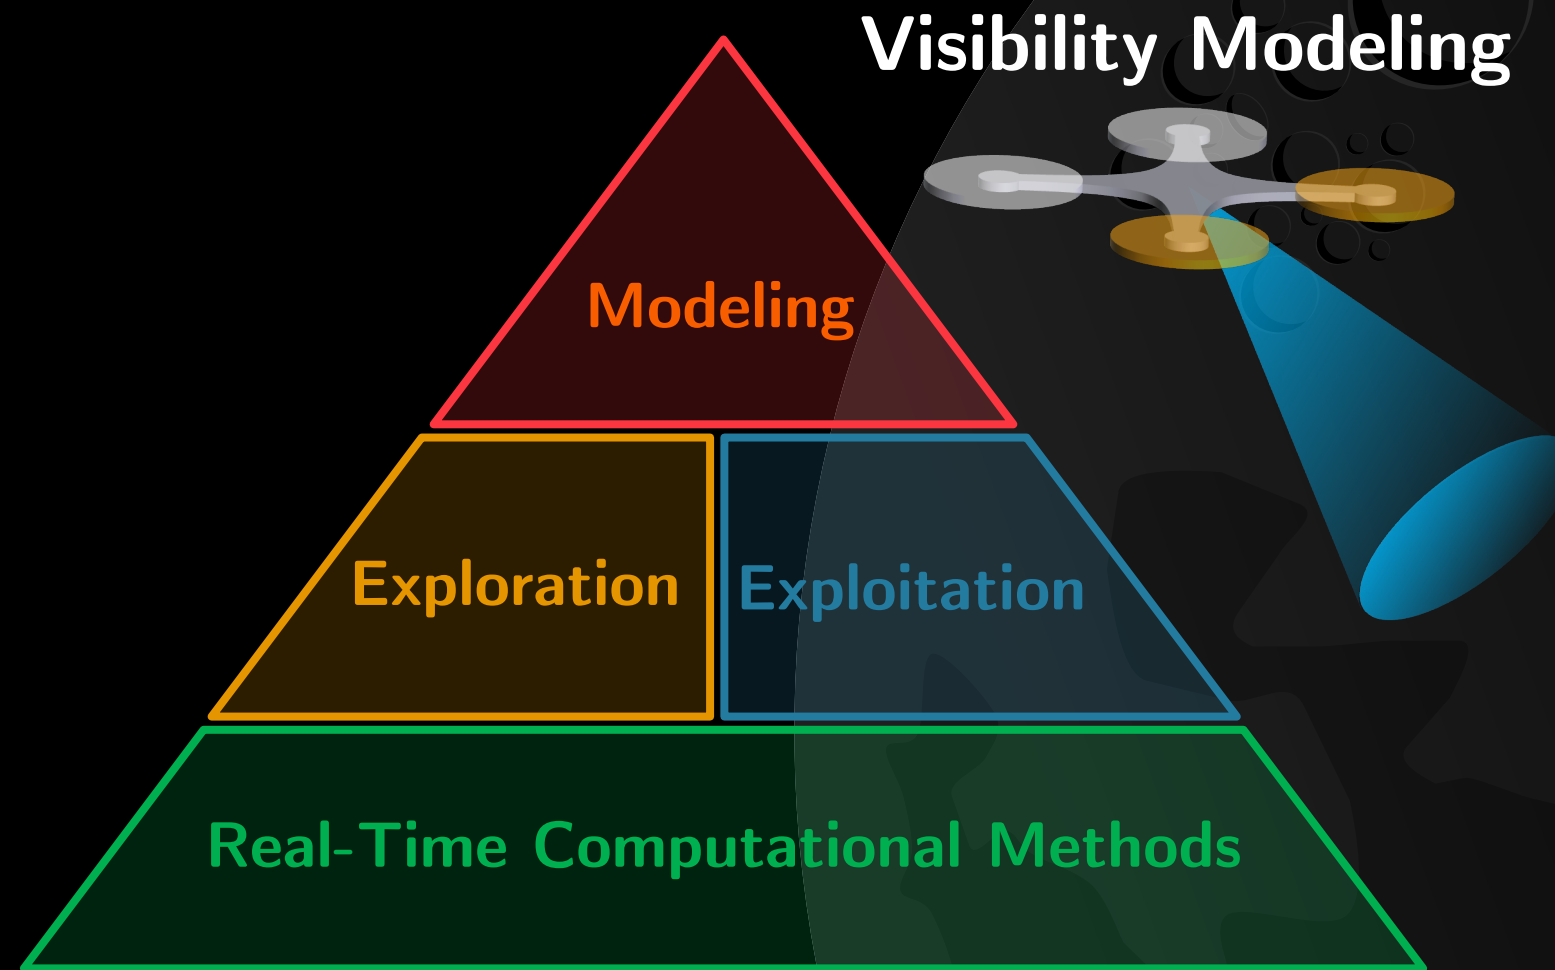 Visibility Modeling
Modeling
Exploration
Exploitation
Real-Time Computational Methods